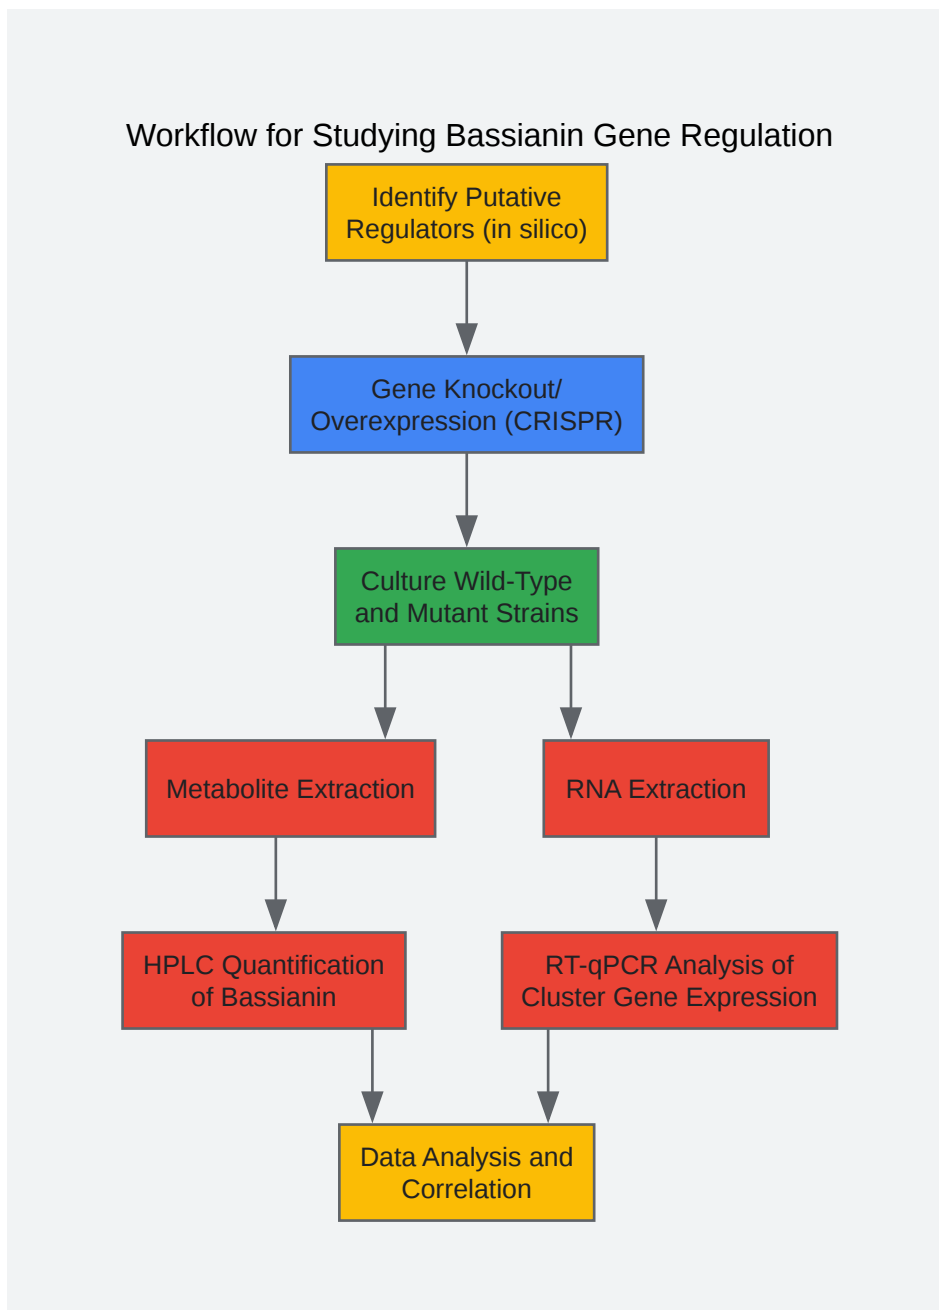 Workflow for Studying Bassianin Gene Regulation
Identify Putative
Regulators (in silico)
Gene Knockout/
Overexpression (CRISPR)
Culture Wild-Type
and Mutant Strains
Metabolite Extraction
RNA Extraction
HPLC Quantification
of Bassianin
RT-qPCR Analysis of
Cluster Gene Expression
Data Analysis and
Correlation